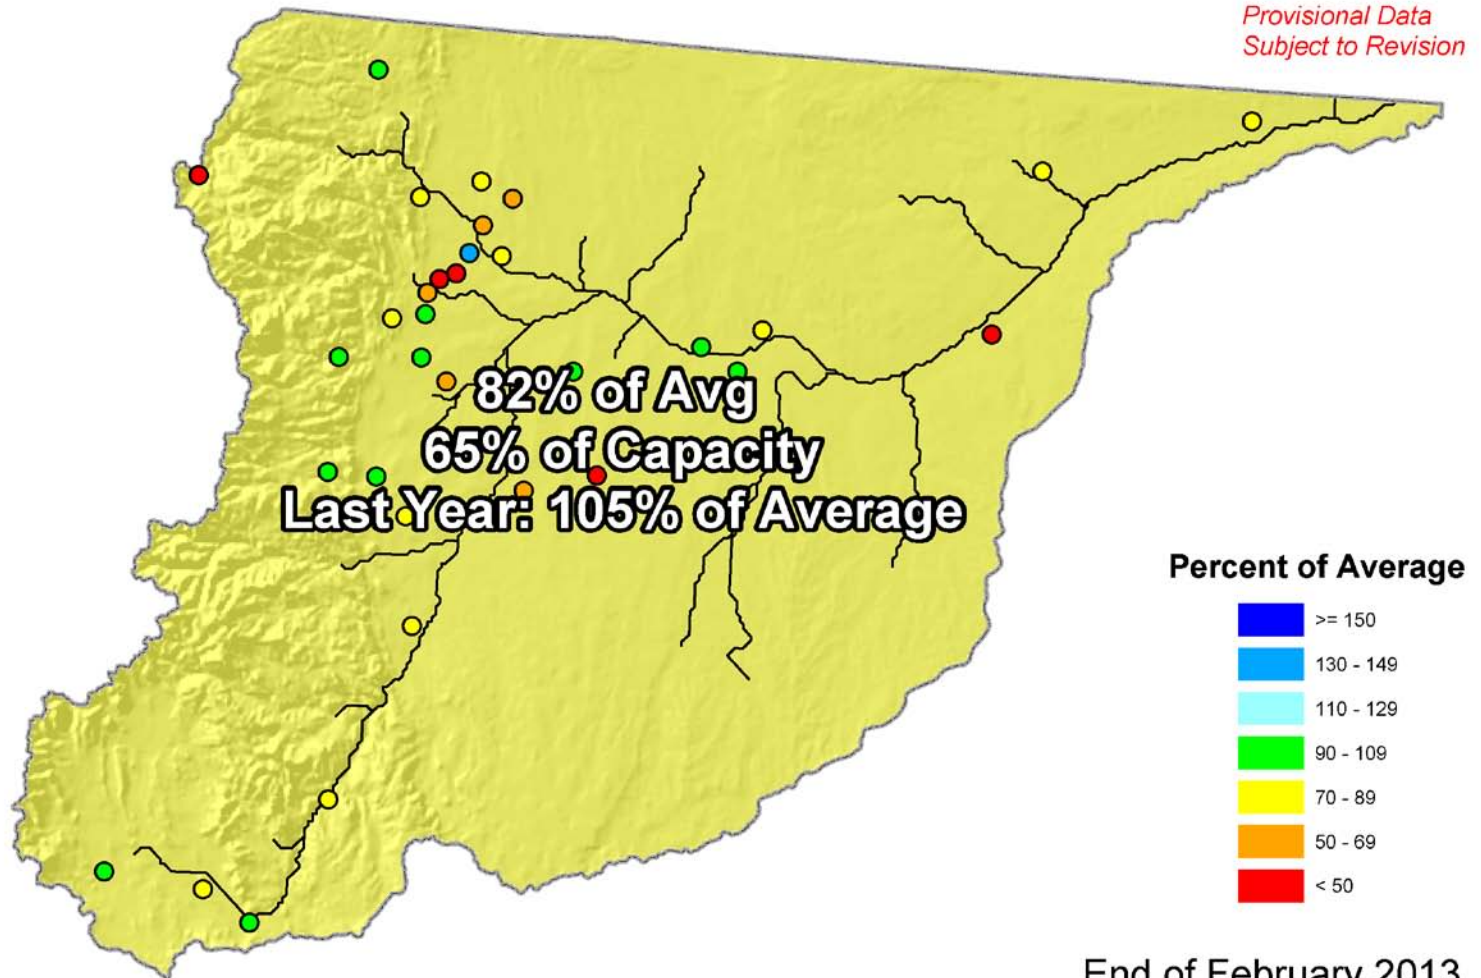 Provisional Data
Subject to Revision
82% of Avg
65% of Capacity
Last Year: 105% of Average
Percent of Average
>= 150
130 - 149
110 - 129
90 - 109
70 - 89
50 - 69
< 50
End of February 2013